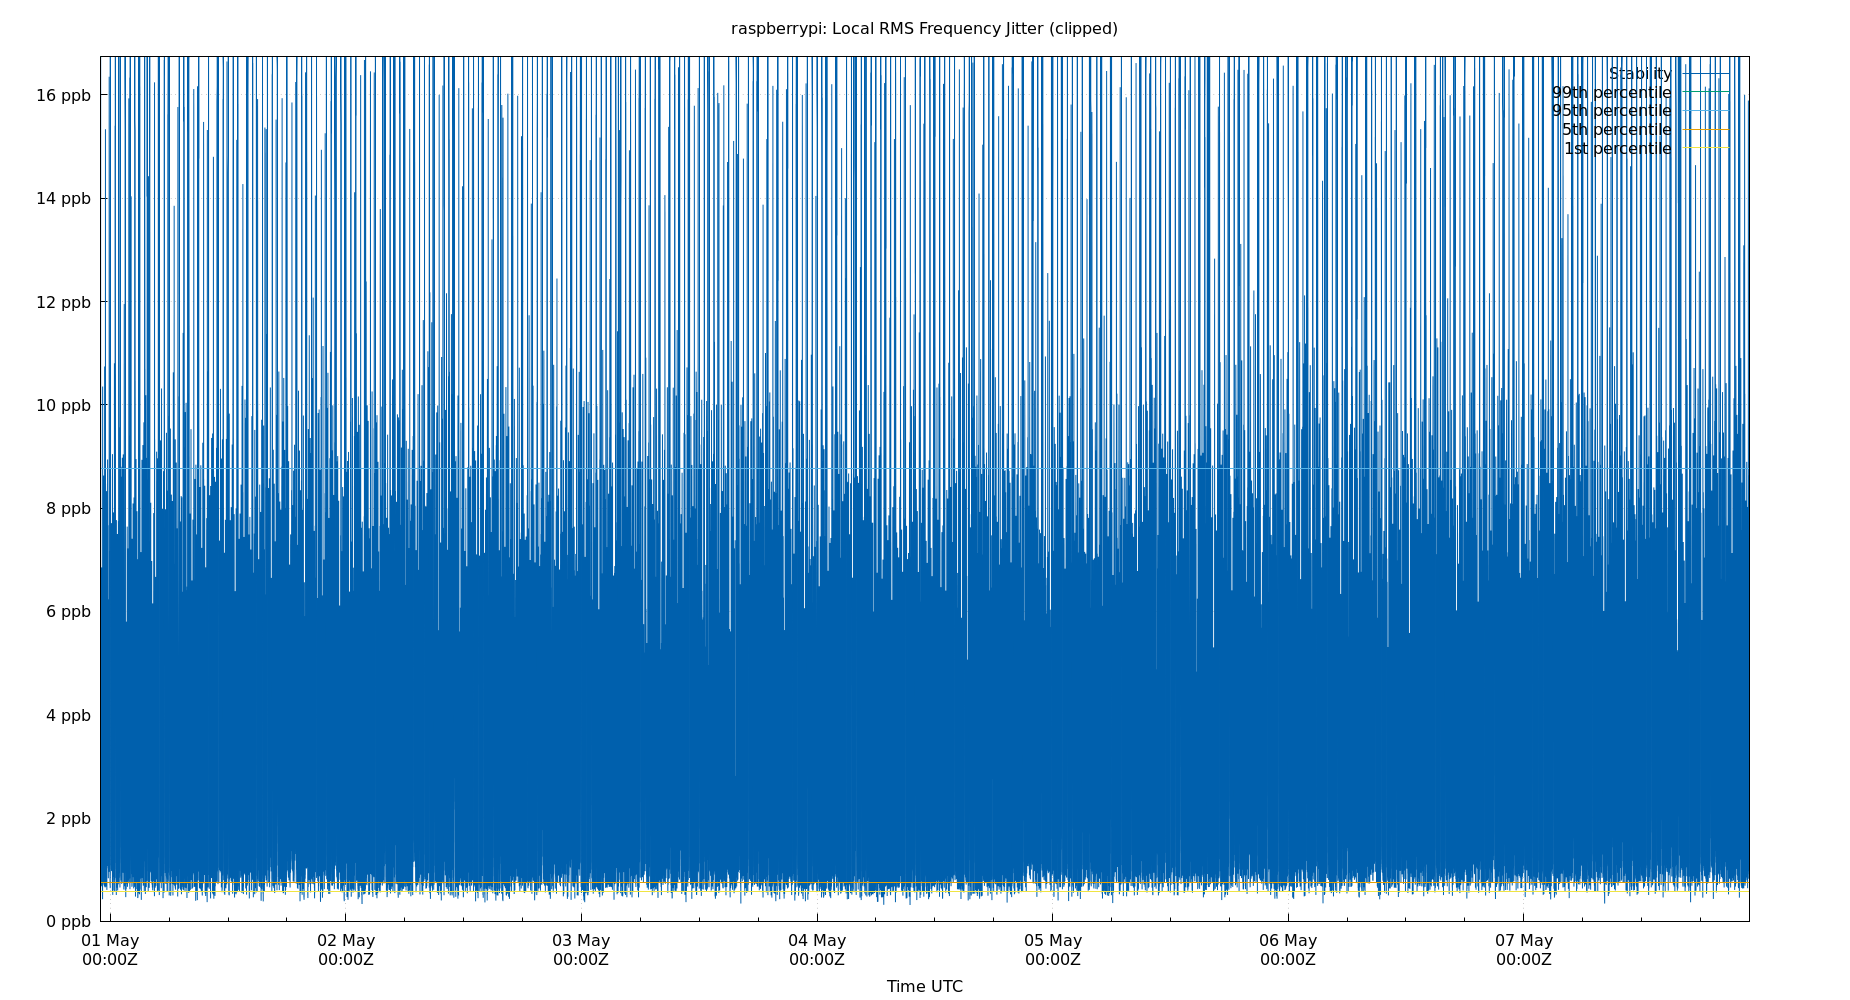 raspberrypi: Local RMS Frequency Jitter (clipped)
Stability
99th percentile
95th percentile
5th percentile
1st percentile
16 ppb
14 ppb
12 ppb
10 ppb
8 ppb
6 ppb
4 ppb
2 ppb
0 ppb
01 May 02 May 03 May 04 May 05 May 06 May 07 May
00:00Z 00:00Z 00:00Z 00:00Z 00:00Z 00:00Z 00:00Z
Time UTC